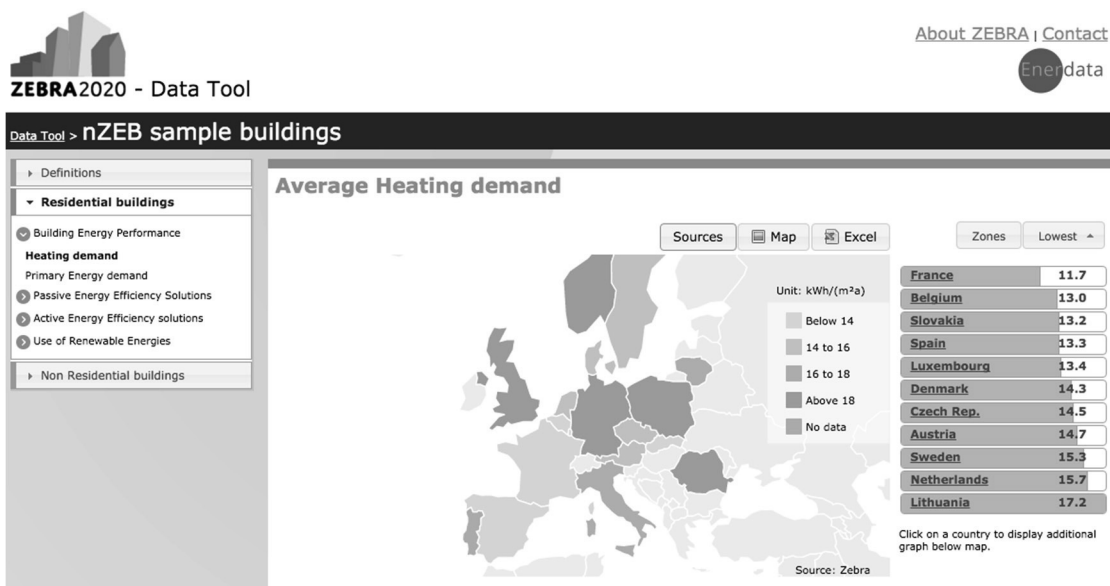 About ZEBRA | Contact
Enerdata
ZEBRA2020 - Data Tool
Data Tool > nZEB sample buildings
Definitions
Residential buildings
Building Energy Performance
Heating demand
Primary Energy demand
Passive Energy Efficiency Solutions
Active Energy Efficiency solutions
Use of Renewable Energies
Non Residential buildings
Average Heating demand
Sources
Map
Excel
Unit: kWh/(m²a)
Below 14
14 to 16
16 to 18
Above 18
No data
Source: Zebra
Zones
Lowest
France 11.7
Belgium 13.0
Slovakia 13.2
Spain 13.3
Luxembourg 13.4
Denmark 14.3
Czech Rep. 14.5
Austria 14.7
Sweden 15.3
Netherlands 15.7
Lithuania 17.2
Click on a country to display additional
graph below map.